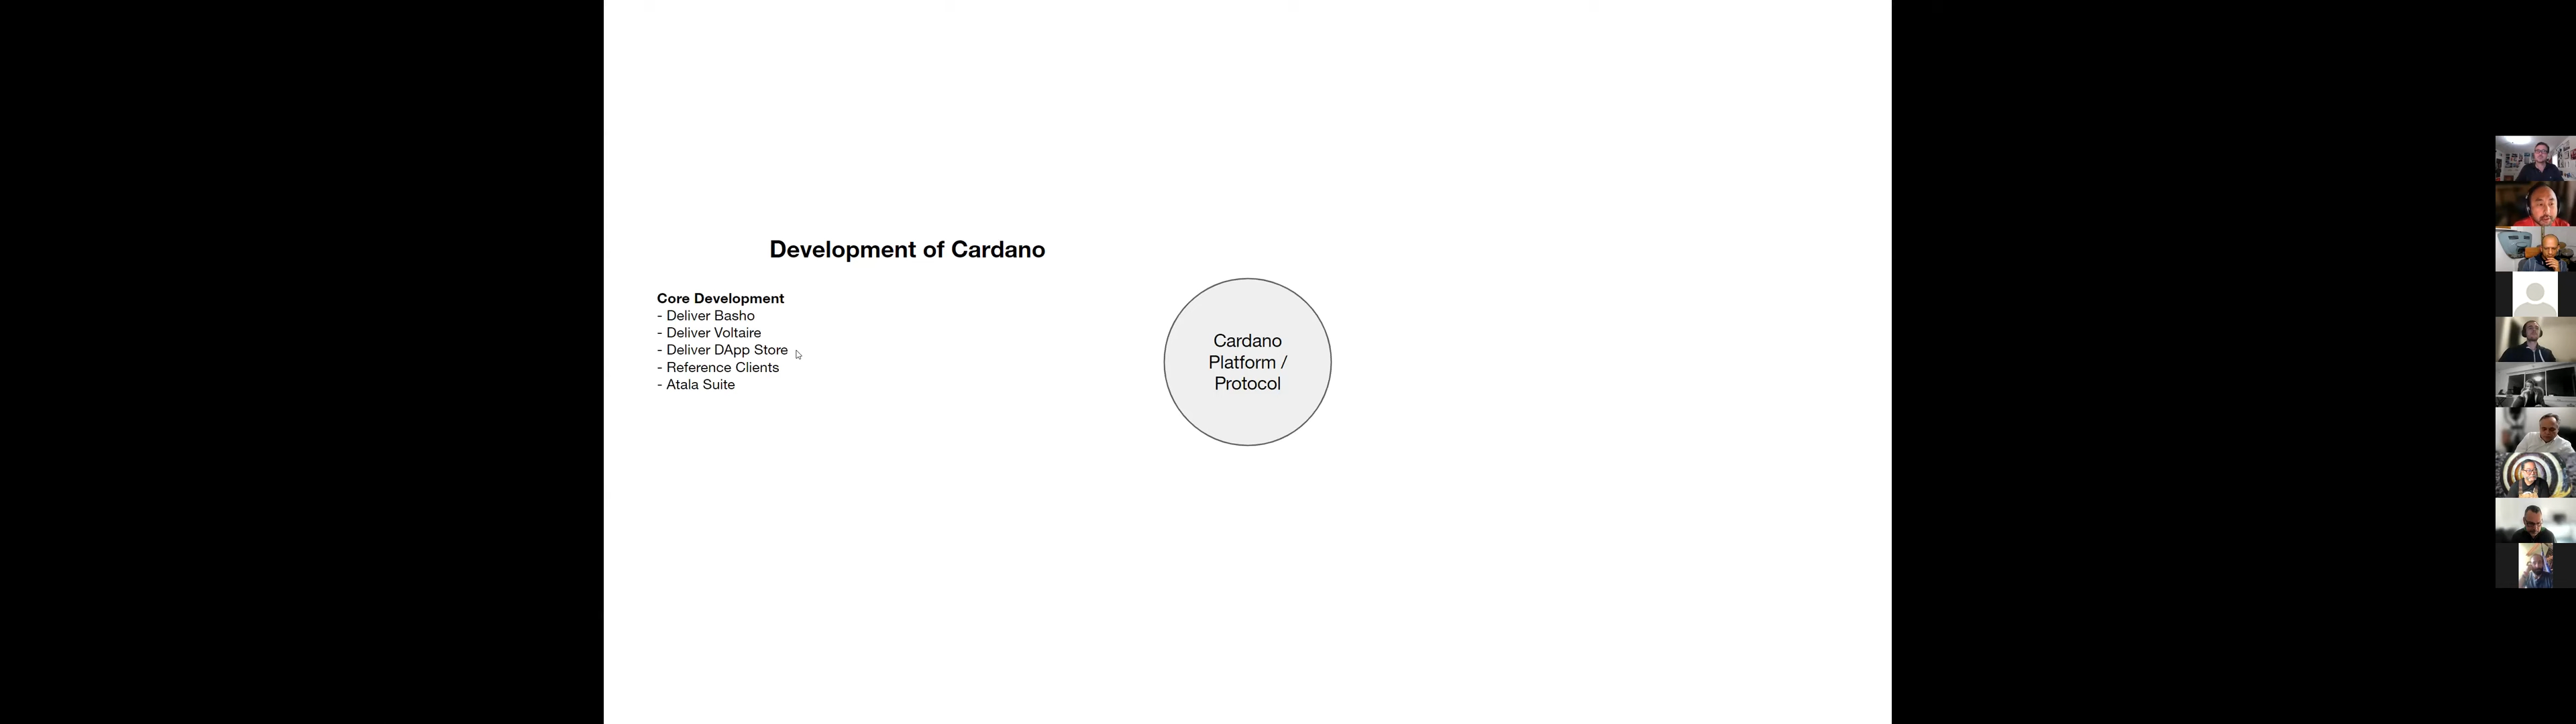 Development of Cardano
Core Development
- Deliver Basho
- Deliver Voltaire
- Deliver DApp Store
- Reference Clients
- Atala Suite
Cardano
Platform /
Protocol